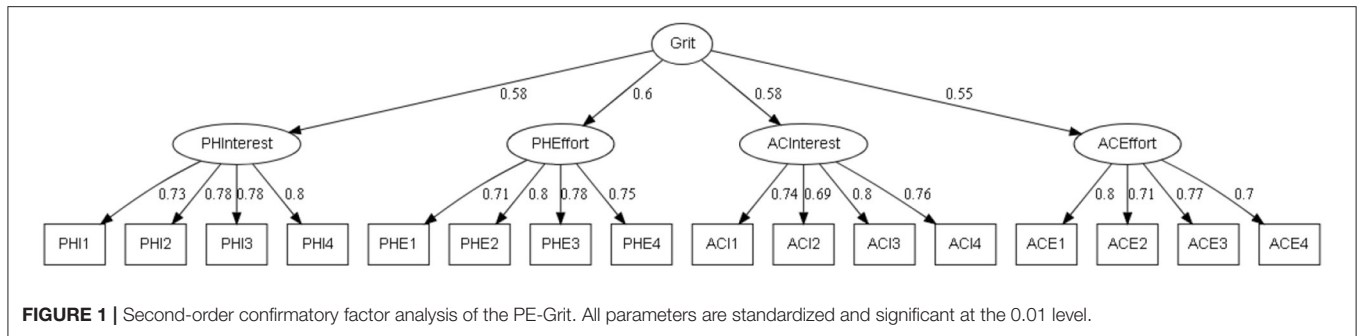 Grit
0.58 0.6 0.58 0.55
PHInterest PHEffort ACInterest ACEffort
0.73 0.78 0.78 0.8 0.71 0.8 0.78 0.75 0.74 0.69 0.8 0.76 0.8 0.71 0.77 0.7
PHI1 PHI2 PHI3 PHI4 PHE1 PHE2 PHE3 PHE4 ACI1 ACI2 ACI3 ACI4 ACE1 ACE2 ACE3 ACE4
FIGURE 1 | Second-order confirmatory factor analysis of the PE-Grit. All parameters are standardized and significant at the 0.01 level.